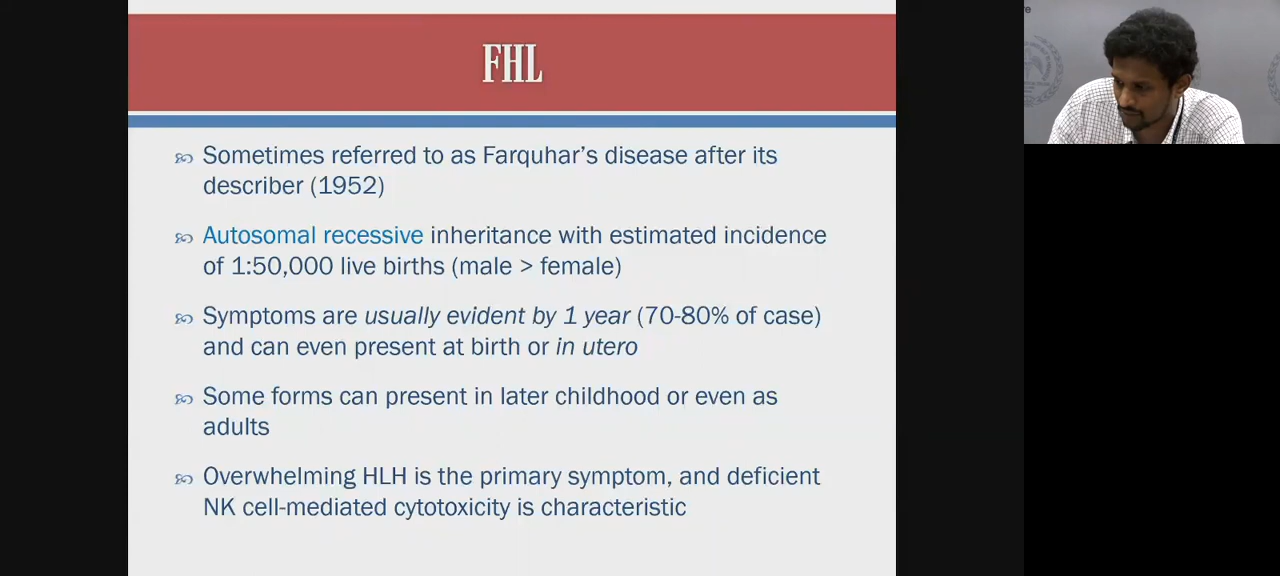 FHL
Sometimes referred to as Farquhar's disease after its
describer (1952)
Autosomal recessive inheritance with estimated incidence
of 1:50,000 live births (male > female)
Symptoms are usually evident by 1 year (70-80% of case)
and can even present at birth or in utero
Some forms can present in later childhood or even as
adults
Overwhelming HLH is the primary symptom, and deficient
NK cell-mediated cytotoxicity is characteristic